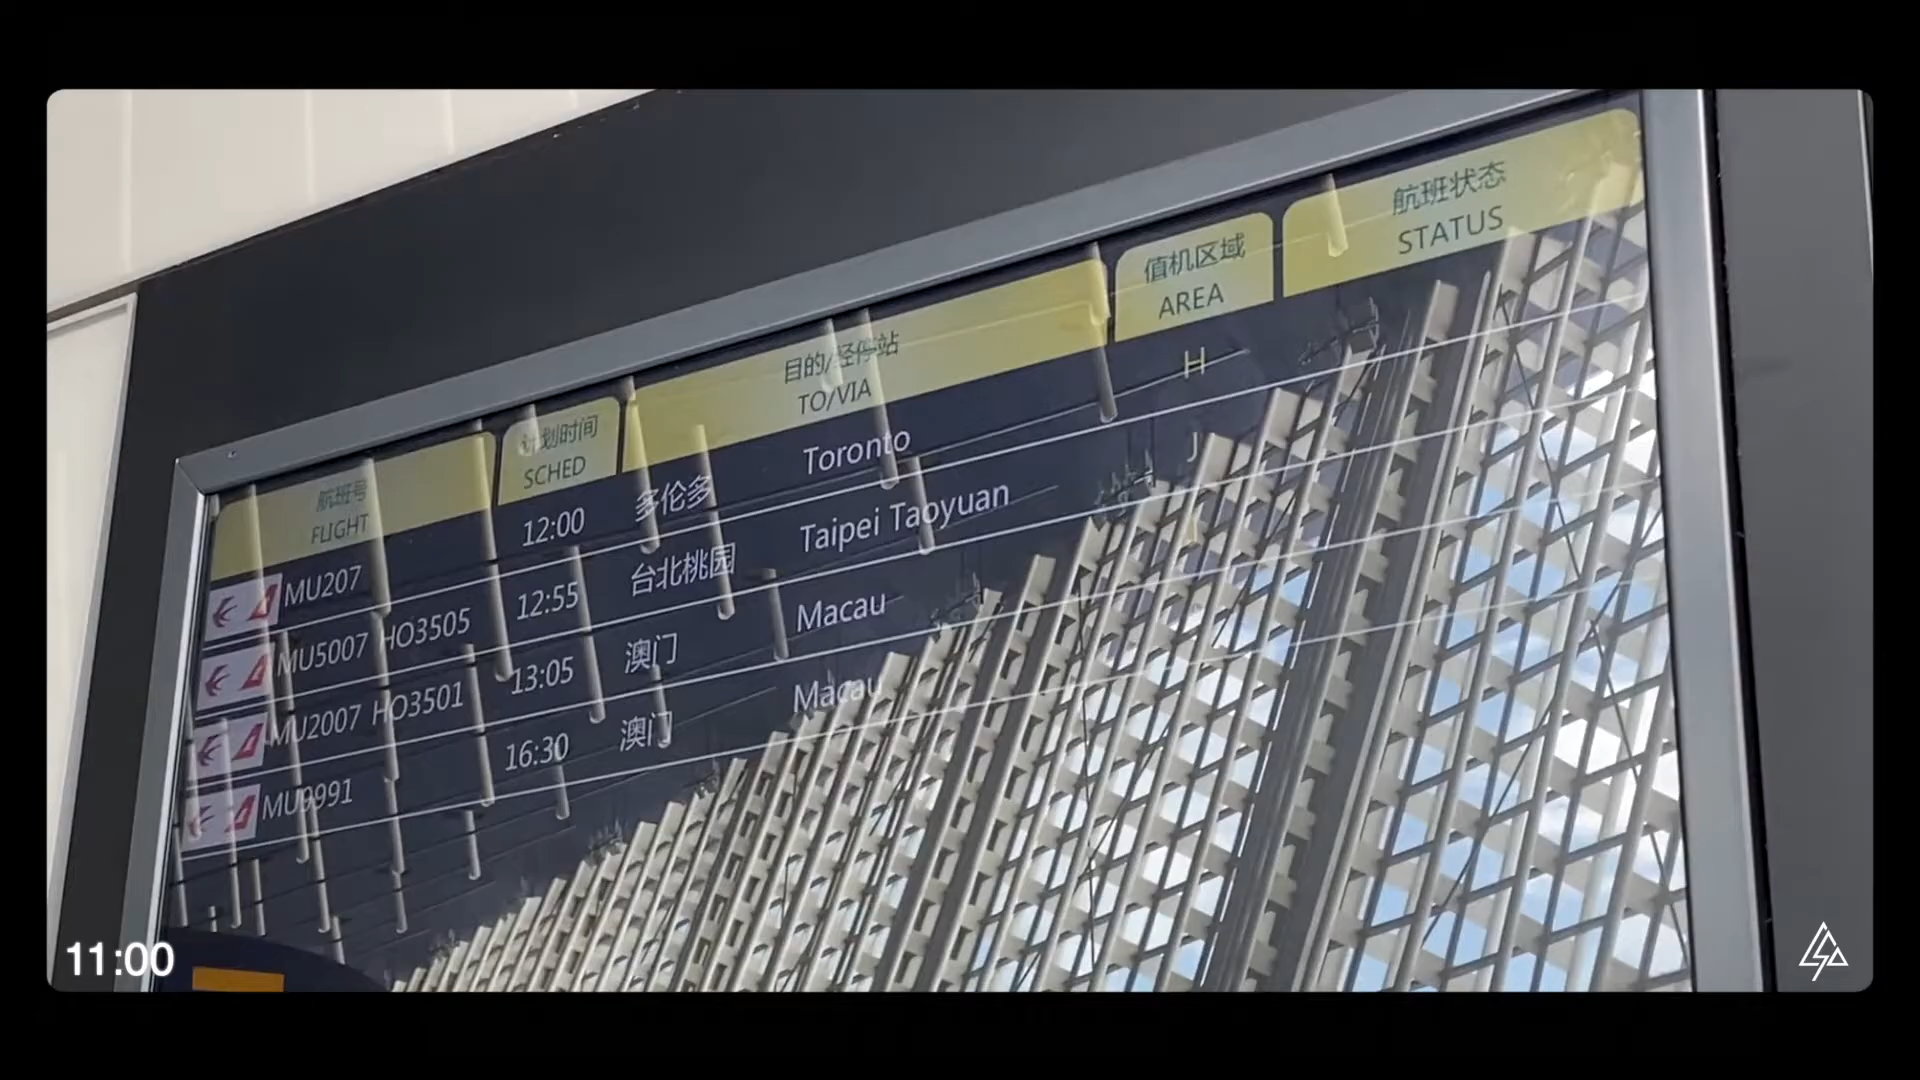 航班号 计划时间 目的/经停站 值机区域 航班状态
FLIGHT SCHED TO/VIA AREA STATUS
MU207 12:00 多伦多 Toronto H
MU5007 HO3505 12:55 台北桃园 Taipei Taoyuan J
MU2007 HO3501 13:05 澳门 Macau
MU9991 16:30 澳门 Macau
11:00